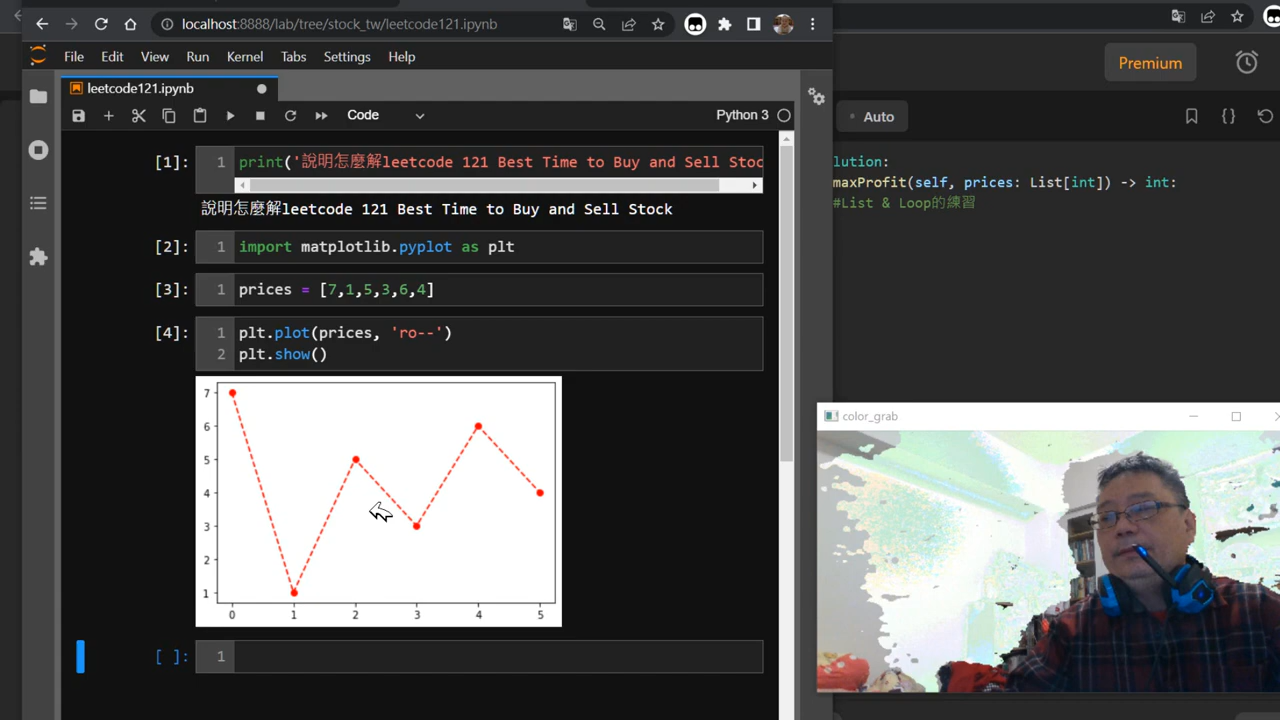 localhost:8888/lab/tree/stock_tw/leetcode121.ipynb
File Edit View Run Kernel Tabs Settings Help
leetcode121.ipynb
Code
Python 3
[1]: 1 print('說明怎麼解leetcode 121 Best Time to Buy and Sell Stoc
說明怎麼解leetcode 121 Best Time to Buy and Sell Stock
[2]: 1 import matplotlib.pyplot as plt
[3]: 1 prices = [7,1,5,3,6,4]
[4]: 1 plt.plot(prices, 'ro--')
2 plt.show()
7
6
5
4
3
2
1
0 1 2 3 4 5
[ ]: 1
Premium
Auto
{}
lution:
maxProfit(self, prices: List[int]) -> int:
#List & Loop的練習
color_grab